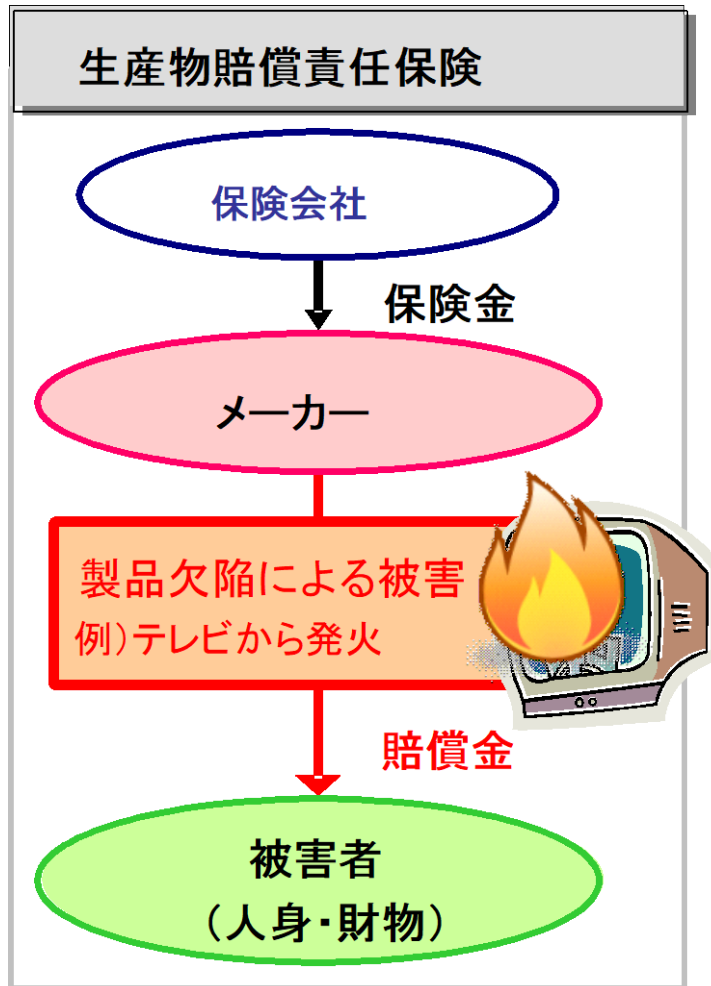 生産物賠償責任保険
保険会社
保険金
メーカー
製品欠陥による被害
例）テレビから発火
賠償金
被害者
（人身・財物）